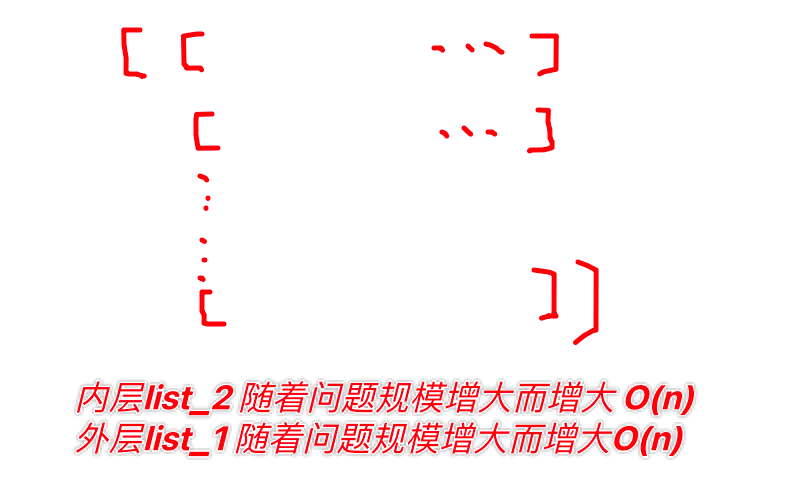 [ [ ... ]
[ ... ]
[ ] ]
内层list_2 随着问题规模增大而增大 O(n)
外层list_1 随着问题规模增大而增大O(n)